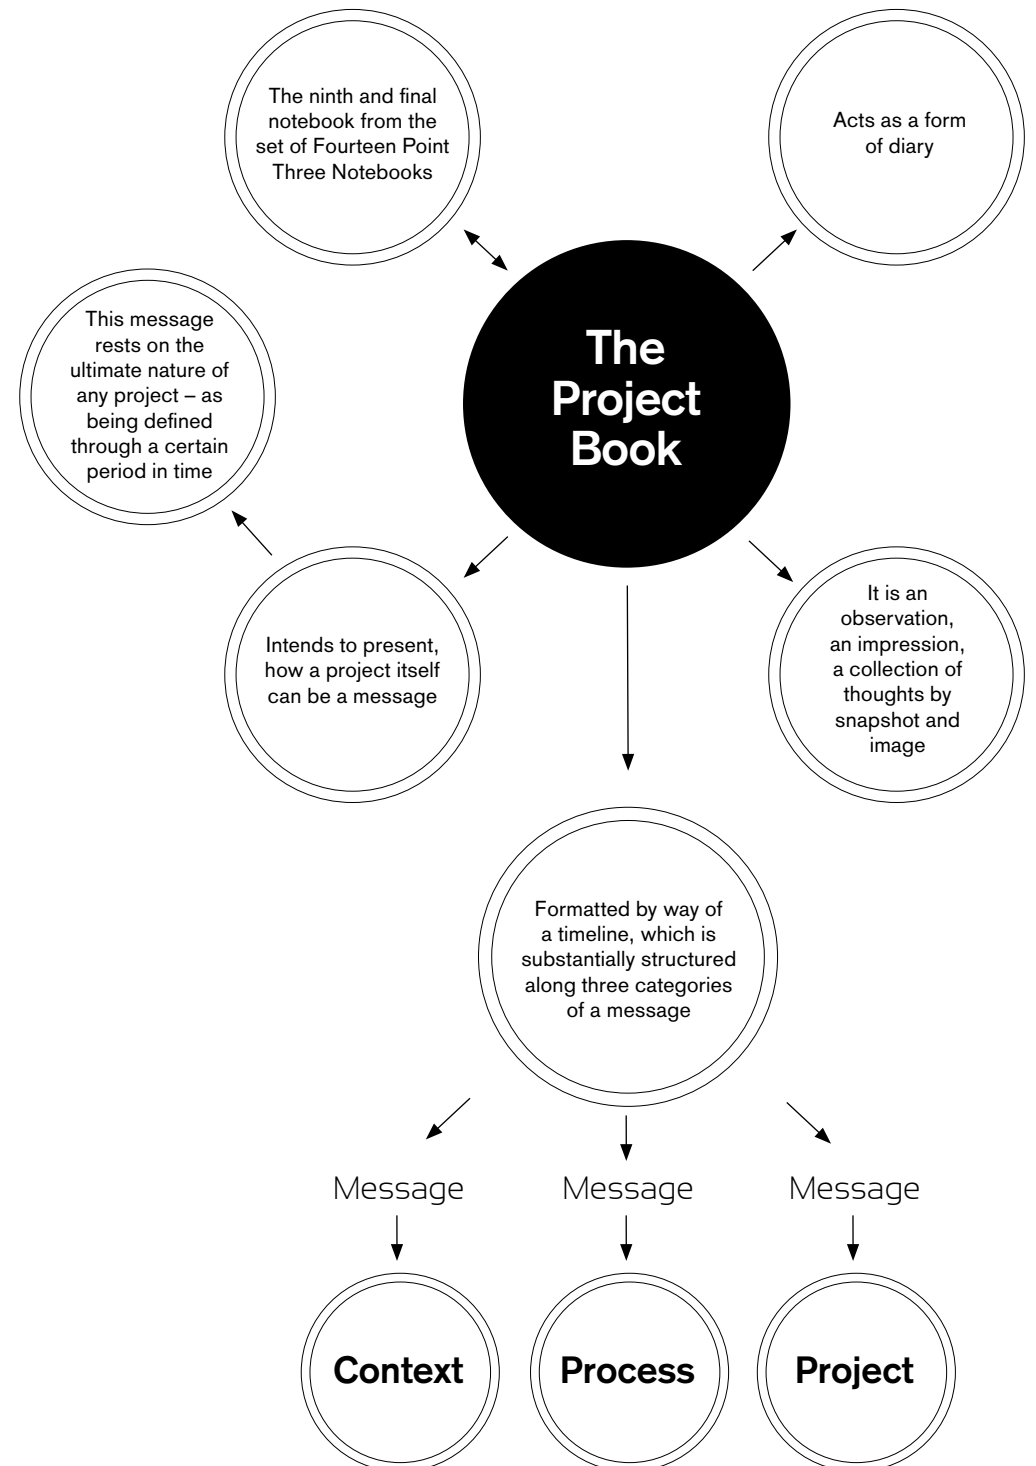 The ninth and final
notebook from the
set of Fourteen Point
Three Notebooks
Acts as a form
of diary
The
Project
Book
This message
rests on the
ultimate nature of
any project – as
being defined
through a certain
period in time
Intends to present,
how a project itself
can be a message
It is an
observation,
an impression,
a collection of
thoughts by
snapshot and
image
Formatted by way of
a timeline, which is
substantially structured
along three categories
of a message
Message
Message
Message
Context
Process
Project